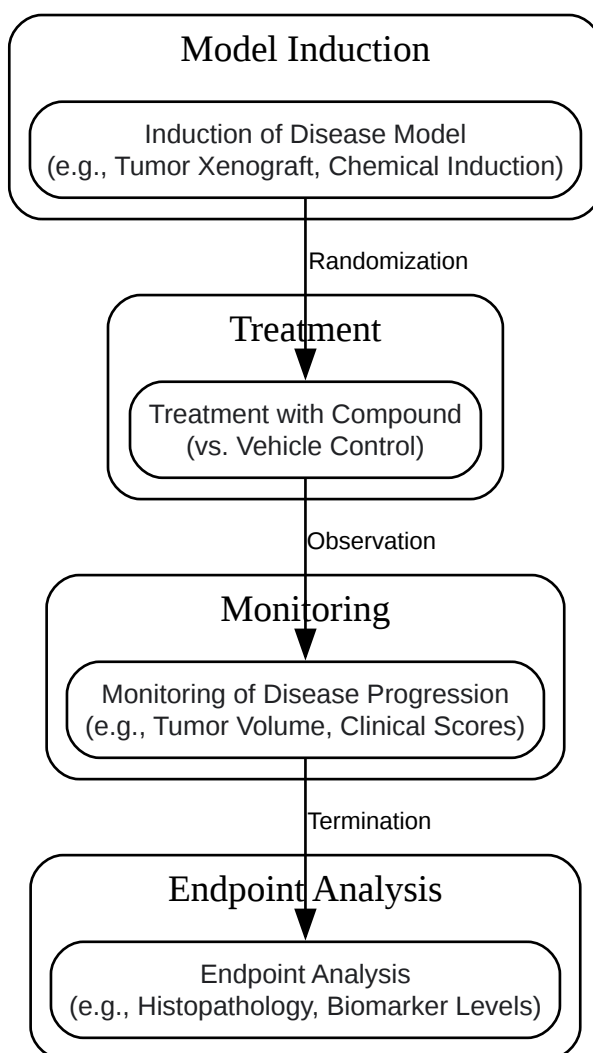 Model Induction
Induction of Disease Model
(e.g., Tumor Xenograft, Chemical Induction)
Randomization
Treatment
Treatment with Compound
(vs. Vehicle Control)
Observation
Monitoring
Monitoring of Disease Progression
(e.g., Tumor Volume, Clinical Scores)
Termination
Endpoint Analysis
Endpoint Analysis
(e.g., Histopathology, Biomarker Levels)